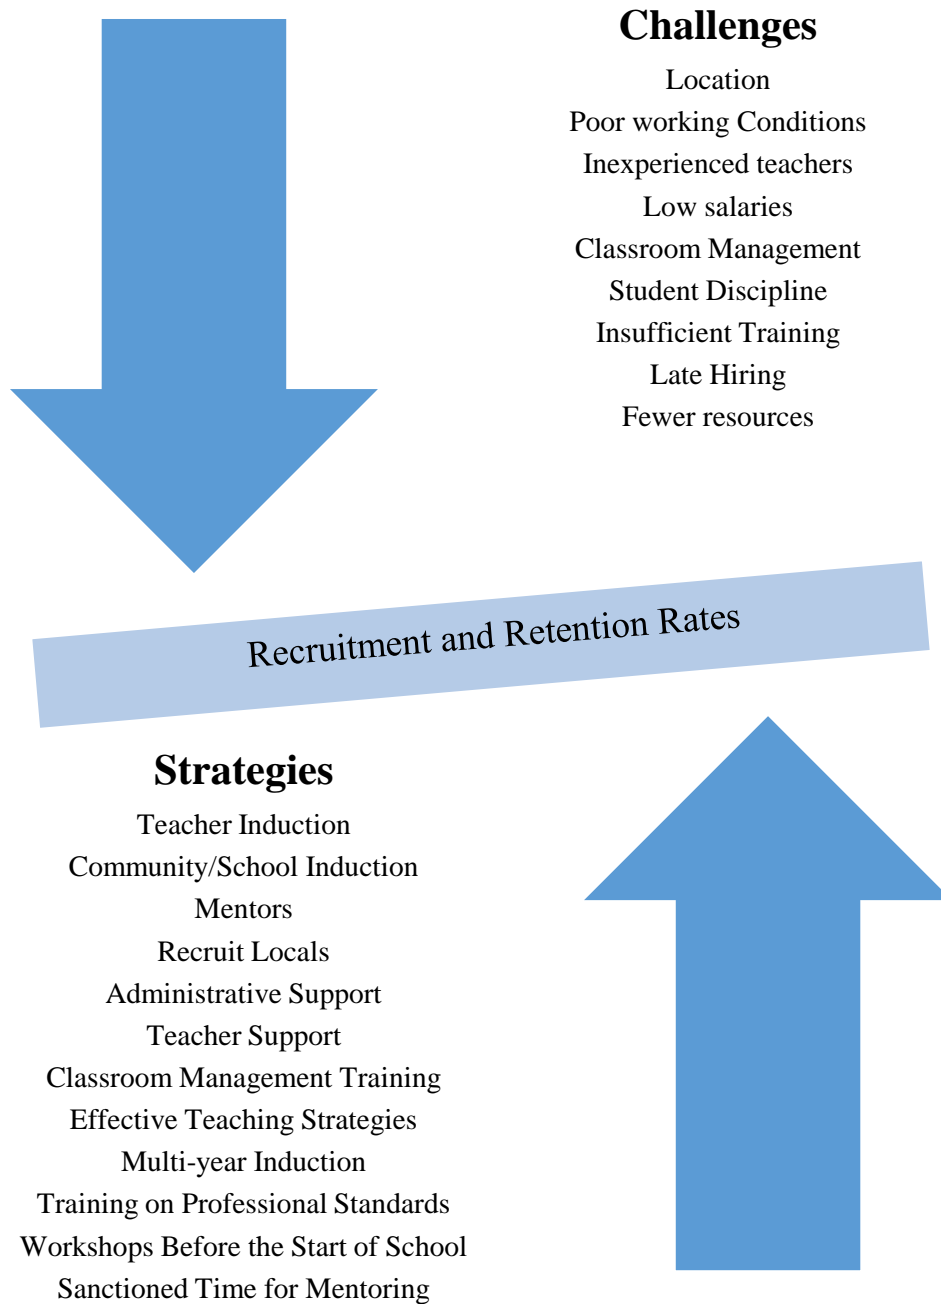 Challenges
Location
Poor working Conditions
Inexperienced teachers
Low salaries
Classroom Management
Student Discipline
Insufficient Training
Late Hiring
Fewer resources
Recruitment and Retention Rates
Strategies
Teacher Induction
Community/School Induction
Mentors
Recruit Locals
Administrative Support
Teacher Support
Classroom Management Training
Effective Teaching Strategies
Multi-year Induction
Training on Professional Standards
Workshops Before the Start of School
Sanctioned Time for Mentoring